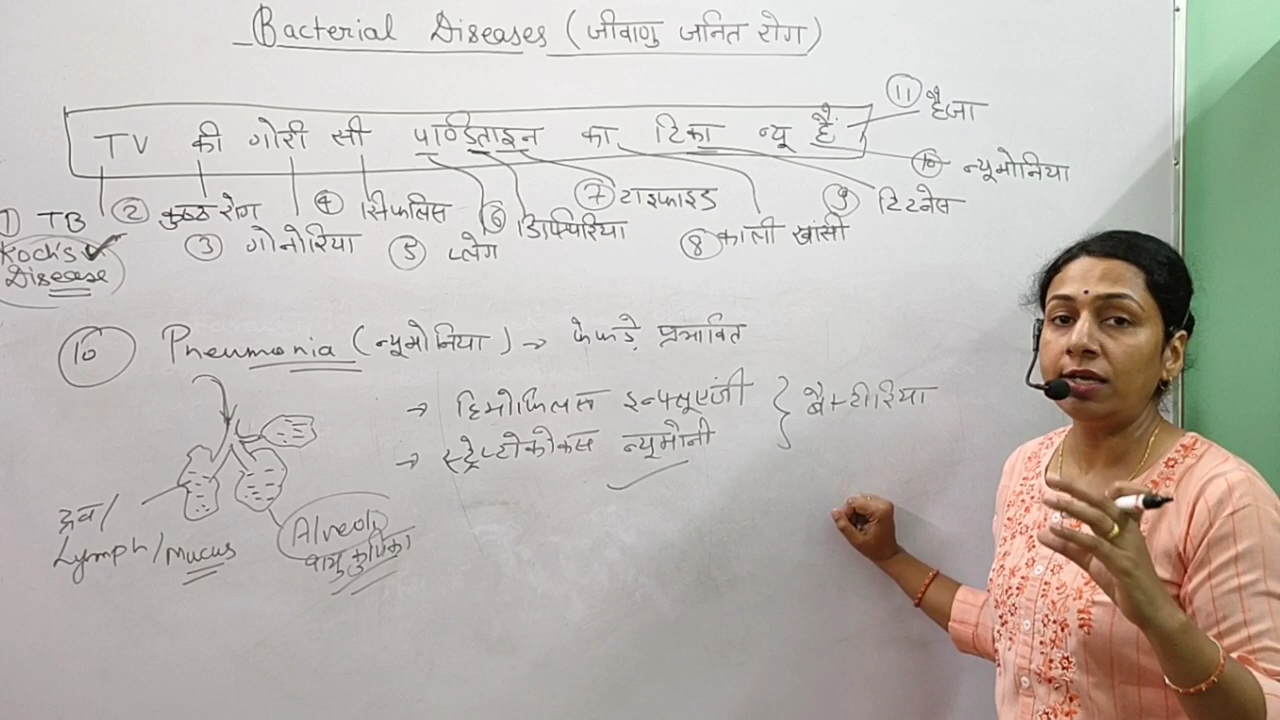 Bacterial Diseases (जीवाणु जनित रोग)
TV की गोरी सी पाण्डिताइन का टिका न्यू हैं
11 हैजा
10 न्यूमोनिया
1 TB 2 कुष्ठ रोग 4 सिफलिस 7 टाइफाइड 9 टिटनेस
3 गोनोरिया 5 प्लेग 6 डिप्थिरिया 8 काली खांसी
Koch's
Disease
10 Pneumonia (न्यूमोनिया) → फेफड़े प्रभावित
→ हिमोफिलस इन्फ्लूएंजी } बैक्टीरिया
→ स्ट्रेप्टोकोकस न्यूमोनी
द्रव/
Lymph/Mucus
Alveoli
वायु कुपिका